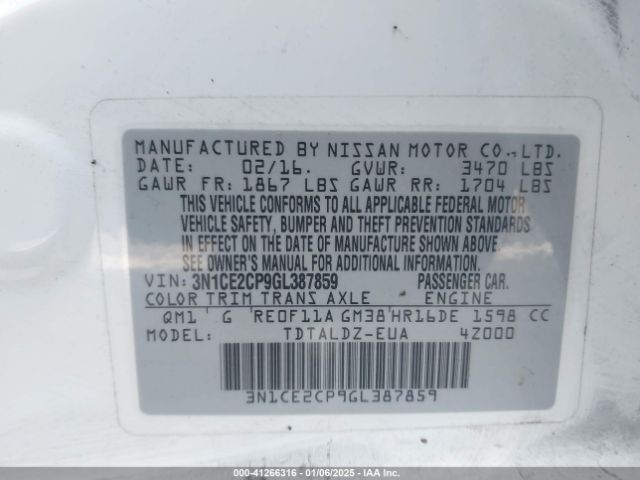 MANUFACTURED BY NISSAN MOTOR CO.,LTD.
DATE: 02/16. GVWR: 3470 LBS
GAWR FR: 1867 LBS GAWR RR: 1704 LBS
THIS VEHICLE CONFORMS TO ALL APPLICABLE FEDERAL MOTOR
VEHICLE SAFETY, BUMPER AND THEFT PREVENTION STANDARDS
IN EFFECT ON THE DATE OF MANUFACTURE SHOWN ABOVE.
SEE OWNER'S MANUAL FOR ADDITIONAL INFORMATION.
VIN: 3N1CE2CP9GL387859 PASSENGER CAR.
COLOR TRIM TRANS AXLE ENGINE
QM1 G RE0F11A GM38 HR16DE 1598 CC
MODEL: TDTALDZ-EUA 4Z000
3N1CE2CP9GL387859
000-41266316 - 01/06/2025 - IAA Inc.